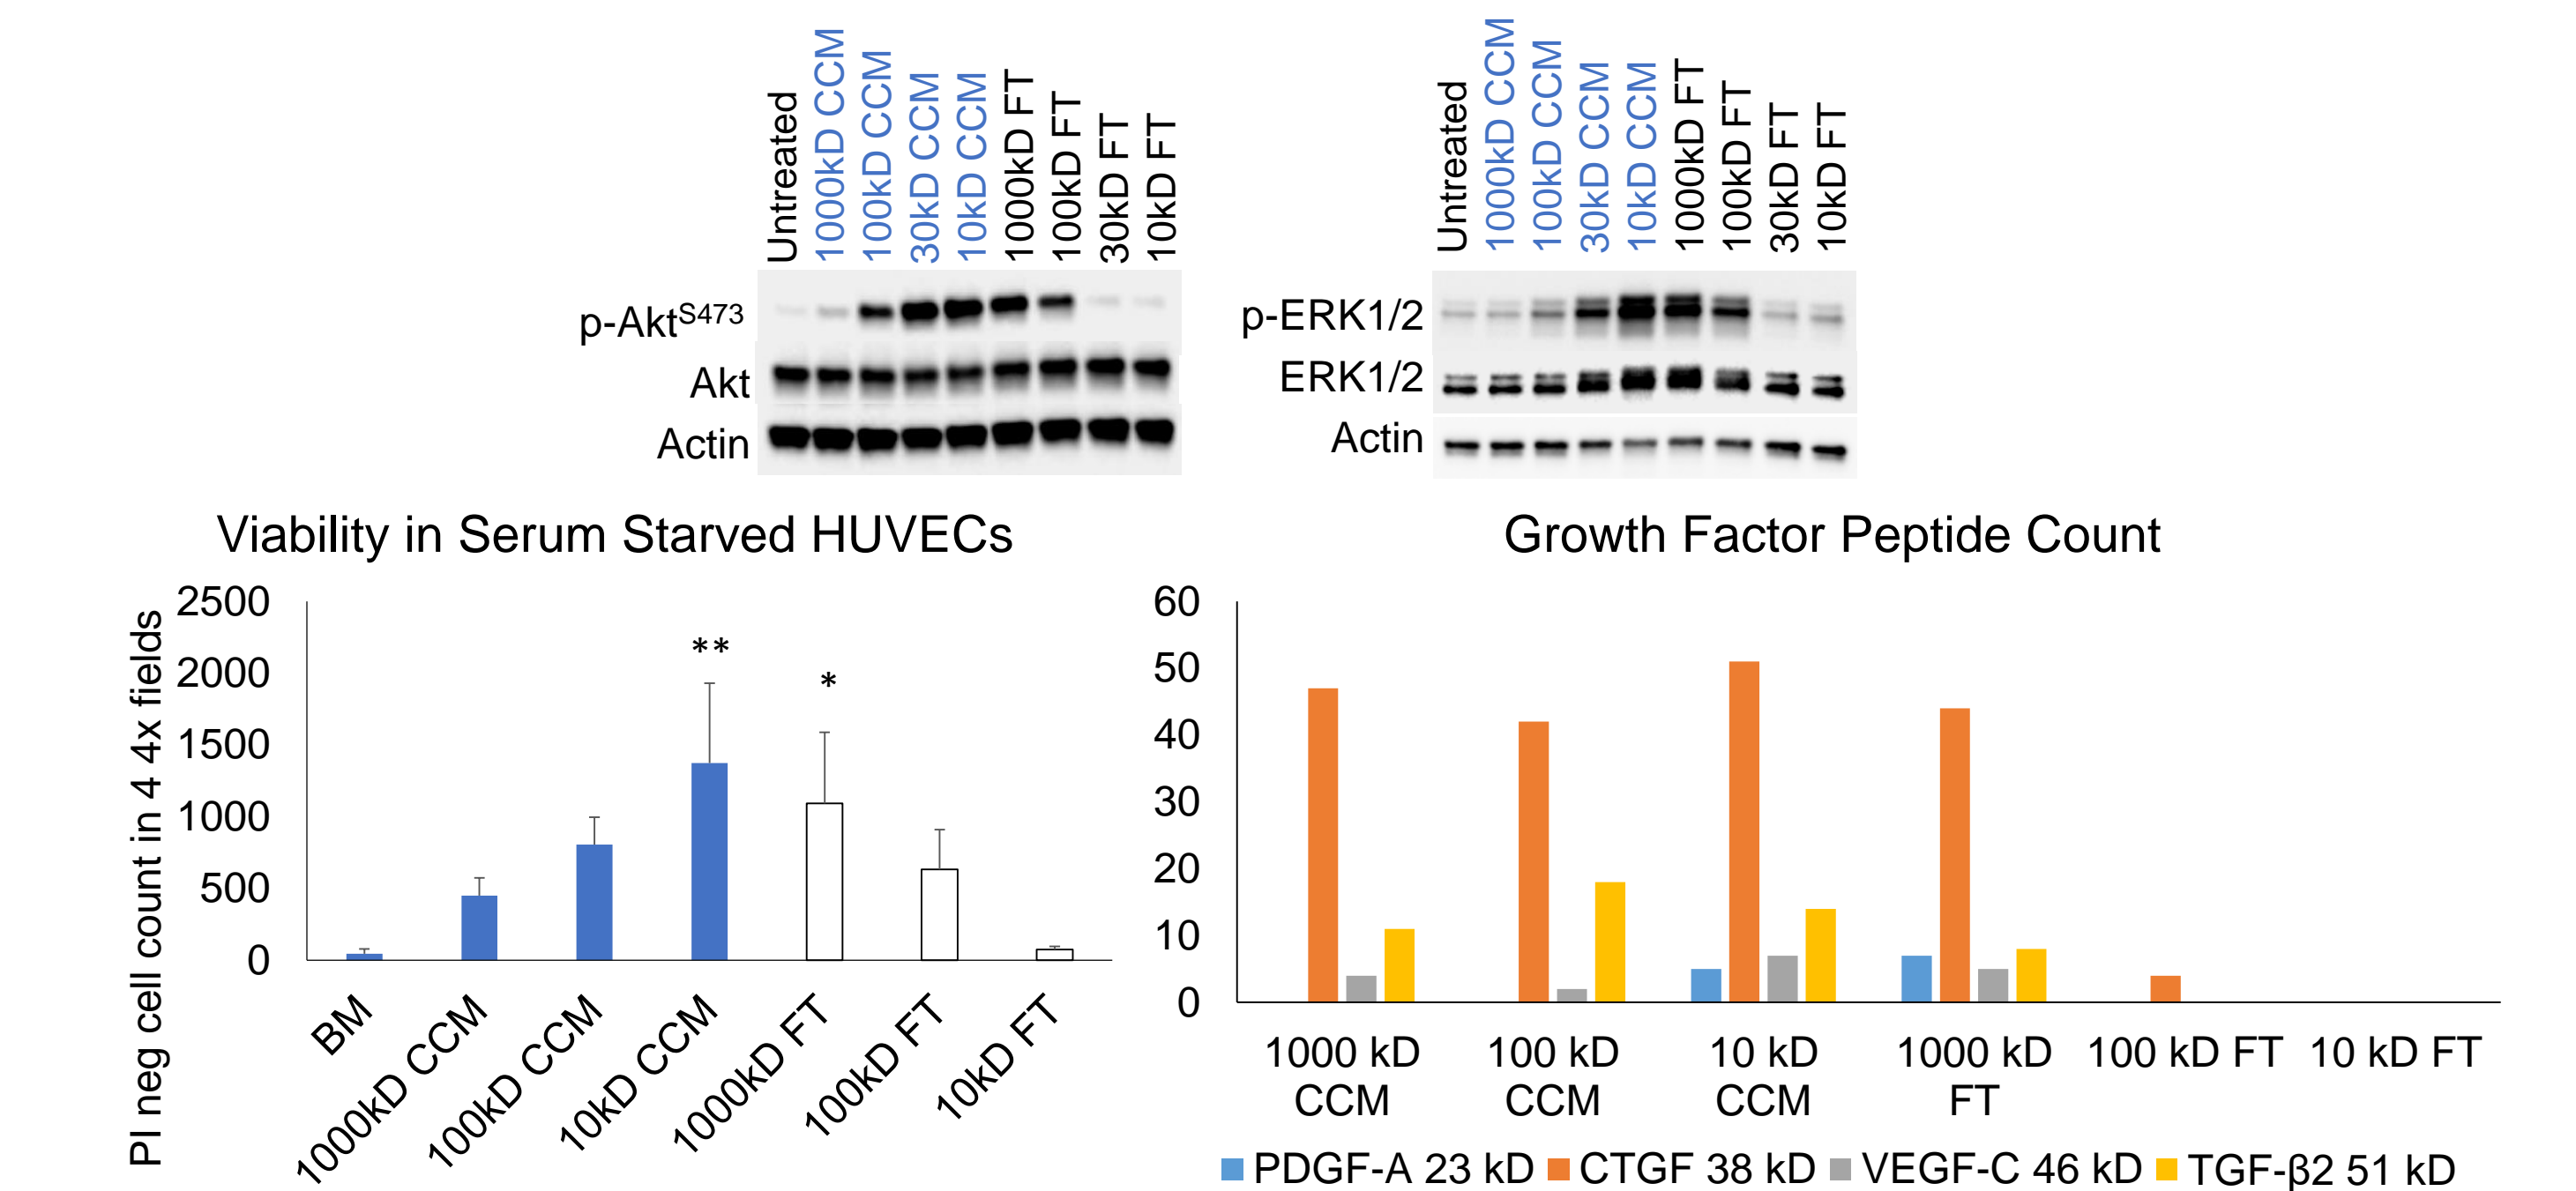 Untreated
1000kD CCM
100kD CCM
30kD CCM
10kD CCM
1000kD FT
100kD FT
30kD FT
10kD FT
p-AktS473
Akt
Actin
Untreated
1000kD CCM
100kD CCM
30kD CCM
10kD CCM
1000kD FT
100kD FT
30kD FT
10kD FT
p-ERK1/2
ERK1/2
Actin
Viability in Serum Starved HUVECs
PI neg cell count in 4 4x fields
2500
2000
1500
1000
500
0
**
*
BM
1000kD CCM
100kD CCM
10kD CCM
1000kD FT
100kD FT
10kD FT
Growth Factor Peptide Count
60
50
40
30
20
10
0
1000 kD
CCM
100 kD
CCM
10 kD
CCM
1000 kD
FT
100 kD FT
10 kD FT
PDGF-A 23 kD
CTGF 38 kD
VEGF-C 46 kD
TGF-β2 51 kD